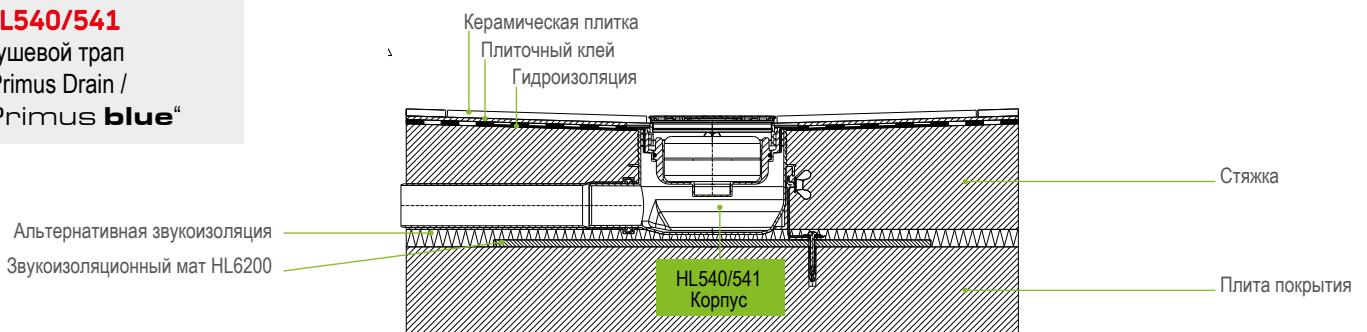 L540/541
ушевой трап
Primus Drain /
Primus blue“
Керамическая плитка
Плиточный клей
Гидроизоляция
Стяжка
Альтернативная звукоизоляция
Звукоизоляционный мат HL6200
HL540/541
Корпус
Плита покрытия